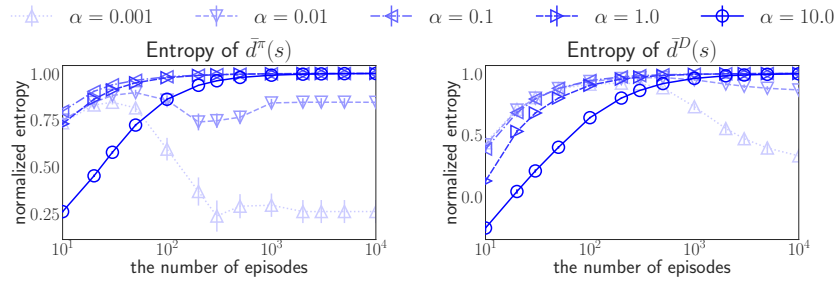 α = 0.001 α = 0.01 α = 0.1 α = 1.0 α = 10.0
Entropy of d̄^π(s)
1.00
0.75
0.50
0.25
normalized entropy
10^1 10^2 10^3 10^4
the number of episodes
Entropy of d̄^D(s)
1.0
0.5
0.0
normalized entropy
10^1 10^2 10^3 10^4
the number of episodes